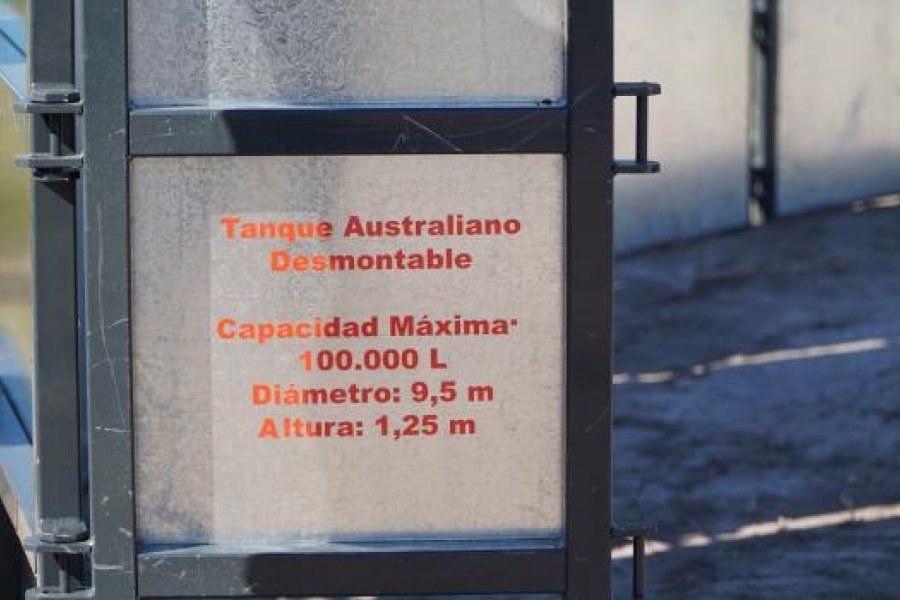 Tanque Australiano
Desmontable
Capacidad Máxima:
100.000 L
Diámetro: 9,5 m
Altura: 1,25 m